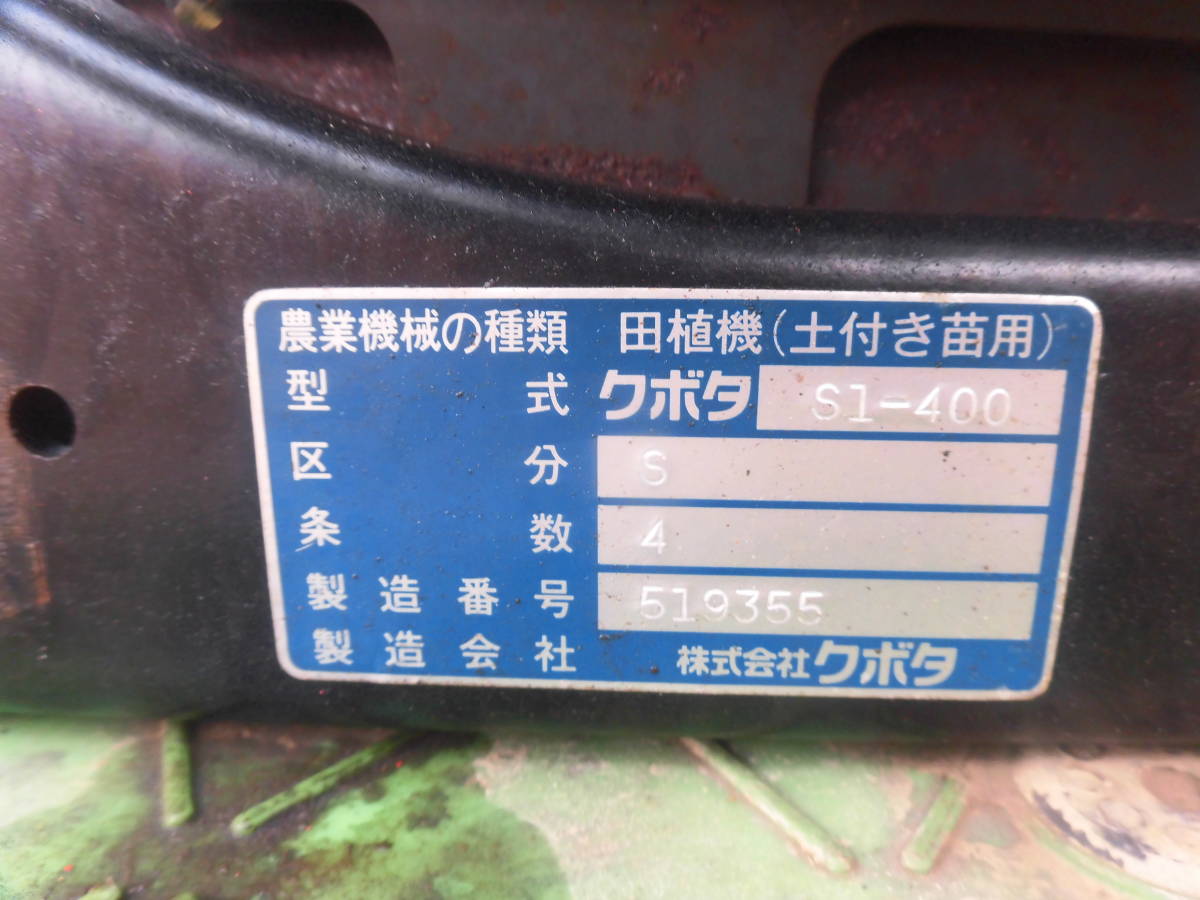 農業機械の種類 田植機(土付き苗用)
型式 クボタ S1-400
区分 S
条数 4
製造番号 519355
製造会社 株式会社クボタ